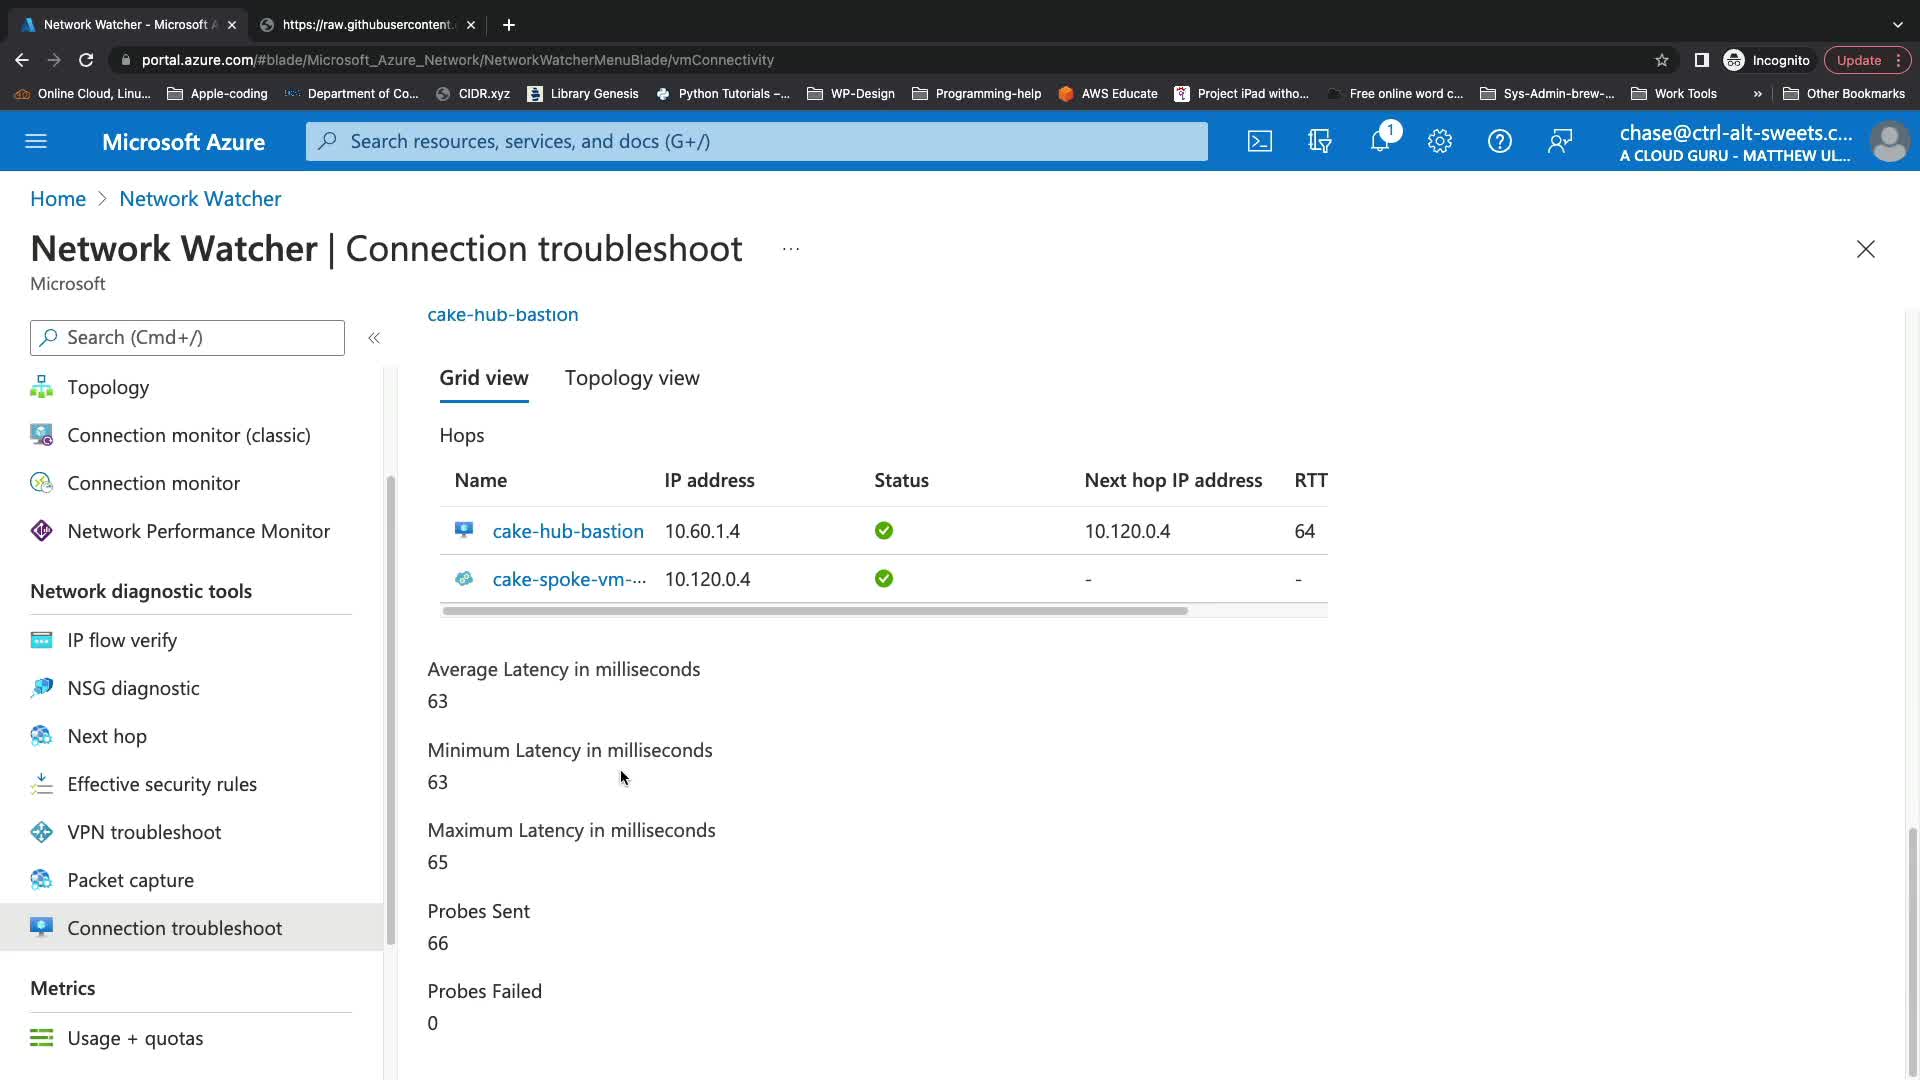 Network Watcher - Microsoft A
https://raw.githubusercontent.
portal.azure.com/#blade/Microsoft_Azure_Network/NetworkWatcherMenuBlade/vmConnectivity
Incognito
Update
Online Cloud, Linu...
Apple-coding
Department of Co...
CIDR.xyz
Library Genesis
Python Tutorials –...
WP-Design
Programming-help
AWS Educate
Project iPad witho...
Free online word c...
Sys-Admin-brew-...
Work Tools
»
Other Bookmarks
Microsoft Azure
Search resources, services, and docs (G+/)
1
chase@ctrl-alt-sweets.c...
A CLOUD GURU - MATTHEW UL...
Home > Network Watcher
Network Watcher | Connection troubleshoot ...
Microsoft
Search (Cmd+/)
«
Topology
Connection monitor (classic)
Connection monitor
Network Performance Monitor
Network diagnostic tools
IP flow verify
NSG diagnostic
Next hop
Effective security rules
VPN troubleshoot
Packet capture
Connection troubleshoot
Metrics
Usage + quotas
cake-hub-bastion
Grid view Topology view
Hops
Name IP address Status Next hop IP address RTT
cake-hub-bastion 10.60.1.4 10.120.0.4 64
cake-spoke-vm-... 10.120.0.4 - -
Average Latency in milliseconds
63
Minimum Latency in milliseconds
63
Maximum Latency in milliseconds
65
Probes Sent
66
Probes Failed
0